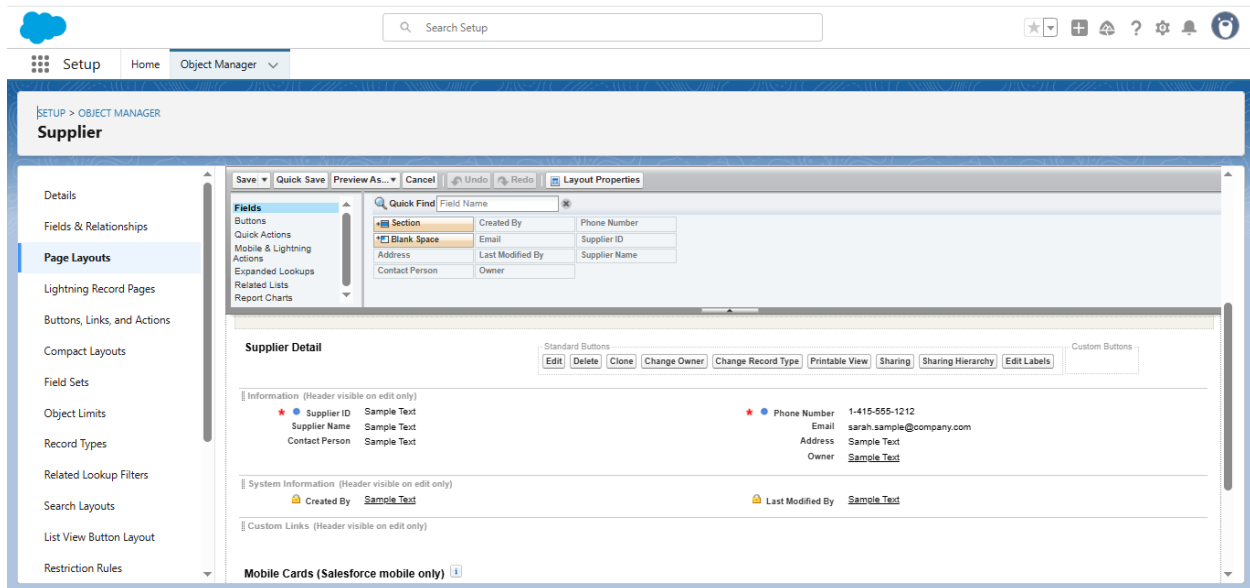 Search Setup
Setup
Home
Object Manager
SETUP > OBJECT MANAGER
Supplier
Details
Fields & Relationships
Page Layouts
Lightning Record Pages
Buttons, Links, and Actions
Compact Layouts
Field Sets
Object Limits
Record Types
Related Lookup Filters
Search Layouts
List View Button Layout
Restriction Rules
Save Quick Save Preview As... Cancel Undo Redo Layout Properties
Fields
Buttons
Quick Actions
Mobile & Lightning
Actions
Expanded Lookups
Related Lists
Report Charts
Quick Find Field Name
Section Created By Phone Number
Blank Space Email Supplier ID
Address Last Modified By Supplier Name
Contact Person Owner
Supplier Detail
Standard Buttons
Edit Delete Clone Change Owner Change Record Type Printable View Sharing Sharing Hierarchy Edit Labels
Custom Buttons
Information (Header visible on edit only)
* Supplier ID Sample Text
Supplier Name Sample Text
Contact Person Sample Text
* Phone Number 1-415-555-1212
Email sarah.sample@company.com
Address Sample Text
Owner Sample Text
System Information (Header visible on edit only)
Created By Sample Text
Last Modified By Sample Text
Custom Links (Header visible on edit only)
Mobile Cards (Salesforce mobile only) i